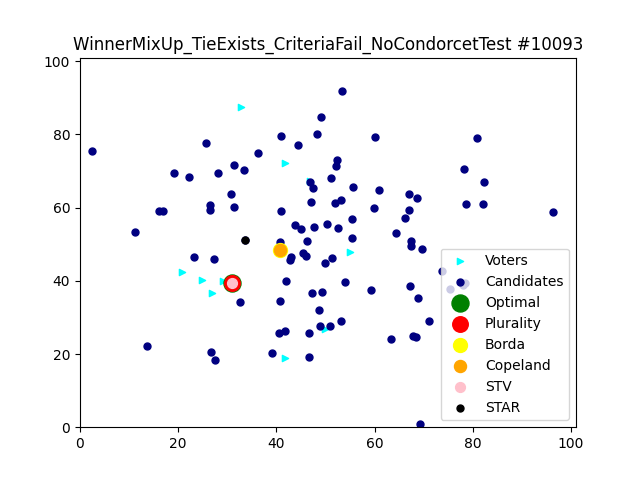 WinnerMixUp_TieExists_CriteriaFail_NoCondorcetTest #10093
100
80
60
40
20
0
0 20 40 60 80 100
Voters
Candidates
Optimal
Plurality
Borda
Copeland
STV
STAR